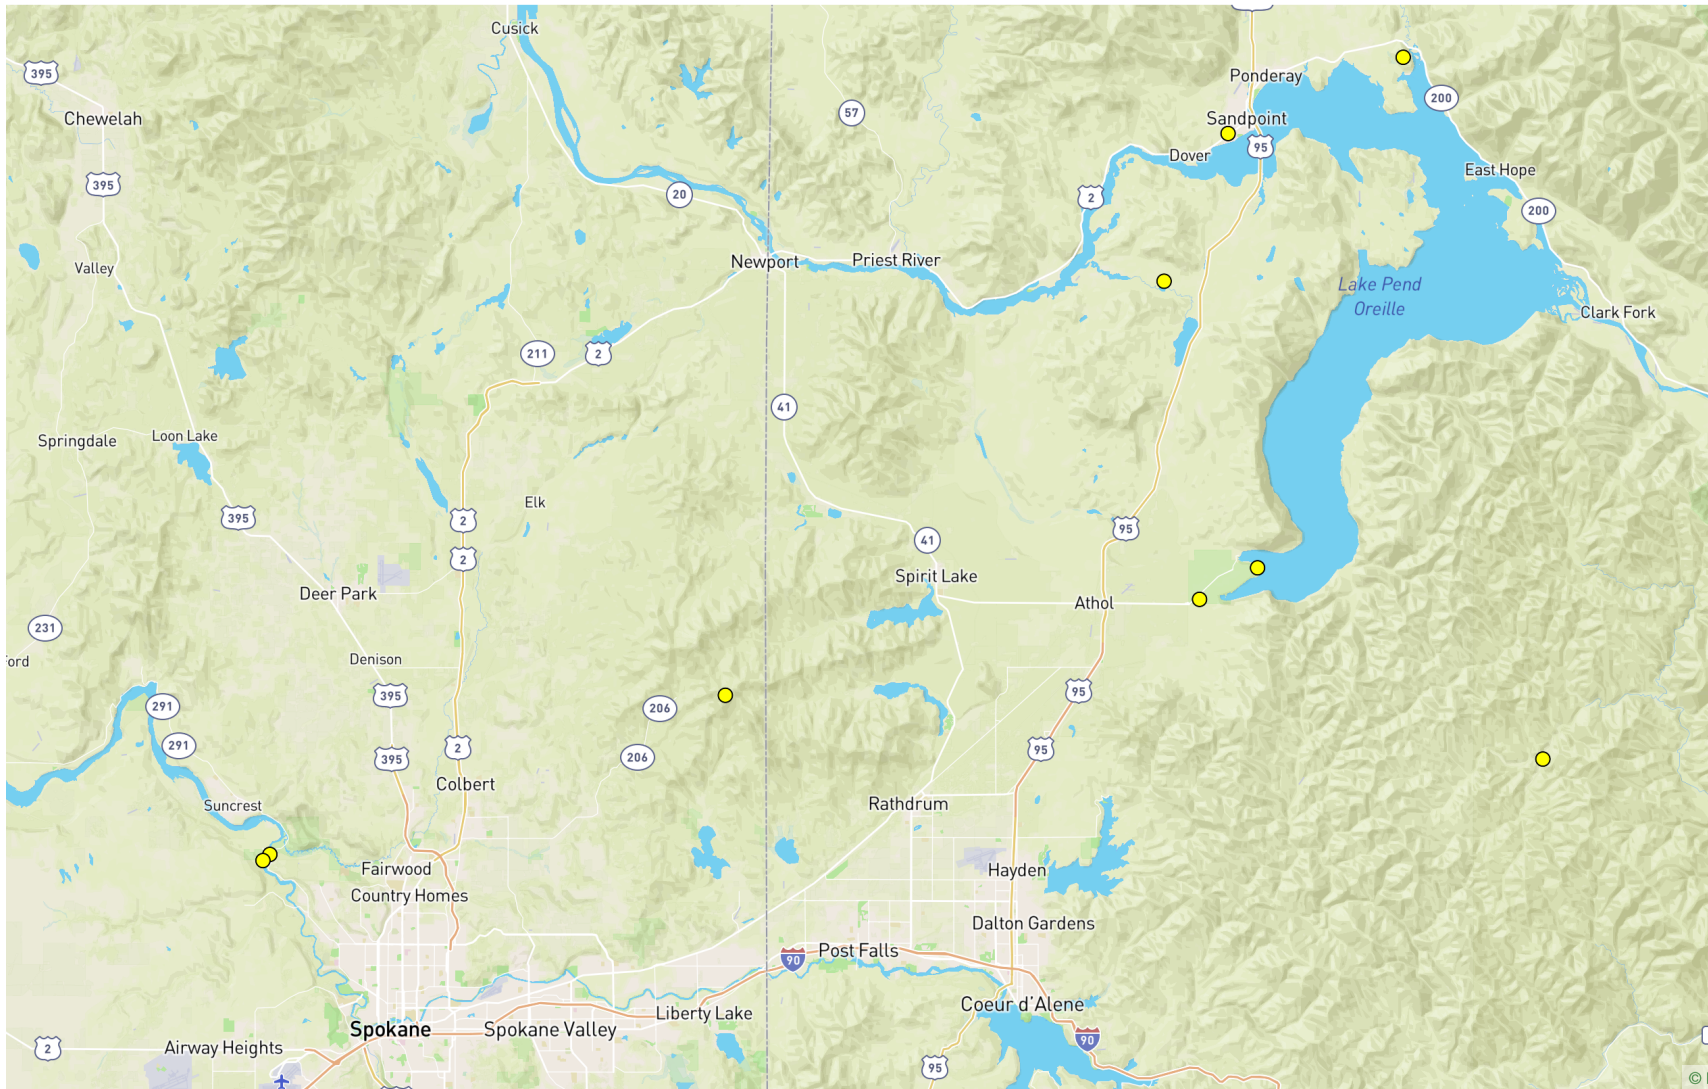 Cusick
395
Chewelah
57
Ponderay
200
Sandpoint
95
Dover
East Hope
395
20
2
200
Newport
Priest River
Valley
Lake Pend
Oreille
Clark Fork
211
2
41
Springdale
Loon Lake
Elk
395
2
95
41
2
Spirit Lake
Deer Park
Athol
231
ord
Denison
395
95
291
206
291
2
95
395
206
Colbert
Suncrest
Rathdrum
Fairwood
Hayden
Country Homes
Dalton Gardens
Post Falls
90
Coeur d'Alene
Liberty Lake
Spokane
Spokane Valley
2
Airway Heights
90
95
©